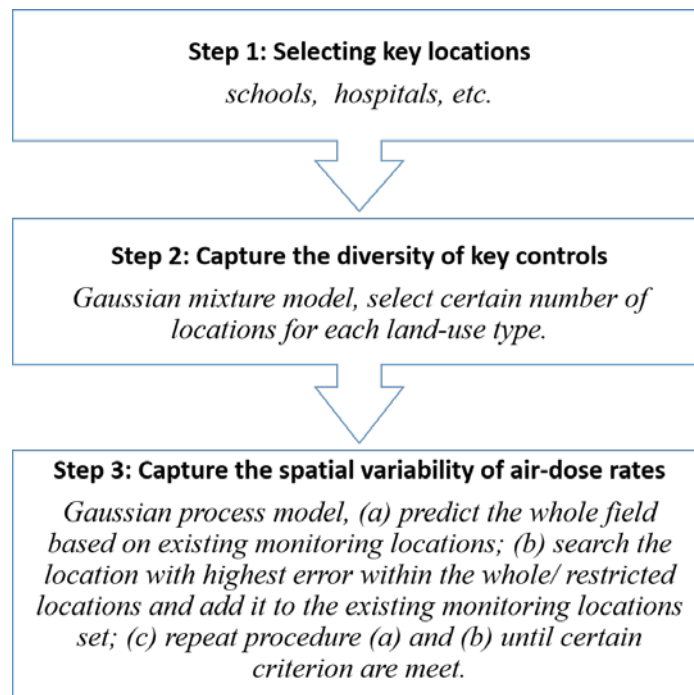 Step 1: Selecting key locations
schools, hospitals, etc.
Step 2: Capture the diversity of key controls
Gaussian mixture model, select certain number of
locations for each land-use type.
Step 3: Capture the spatial variability of air-dose rates
Gaussian process model, (a) predict the whole field
based on existing monitoring locations; (b) search the
location with highest error within the whole/ restricted
locations and add it to the existing monitoring locations
set; (c) repeat procedure (a) and (b) until certain
criterion are meet.